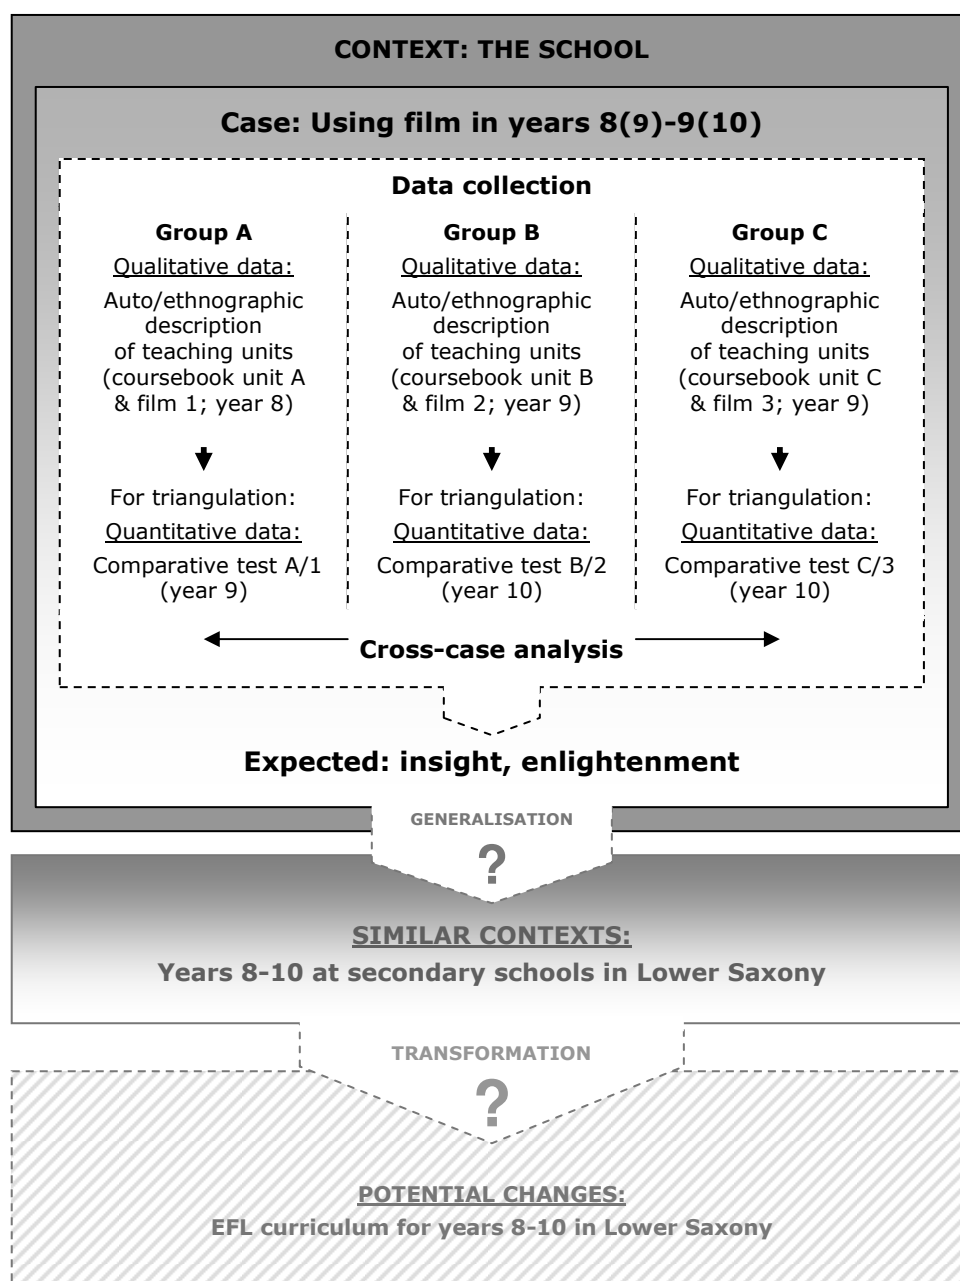 CONTEXT: THE SCHOOL
Case: Using film in years 8(9)-9(10)
Data collection
Group A
Qualitative data:
Auto/ethnographic
description
of teaching units
(coursebook unit A
& film 1; year 8)
For triangulation:
Quantitative data:
Comparative test A/1
(year 9)
Group B
Qualitative data:
Auto/ethnographic
description
of teaching units
(coursebook unit B
& film 2; year 9)
For triangulation:
Quantitative data:
Comparative test B/2
(year 10)
Group C
Qualitative data:
Auto/ethnographic
description
of teaching units
(coursebook unit C
& film 3; year 9)
For triangulation:
Quantitative data:
Comparative test C/3
(year 10)
Cross-case analysis
Expected: insight, enlightenment
GENERALISATION
?
SIMILAR CONTEXTS:
Years 8-10 at secondary schools in Lower Saxony
TRANSFORMATION
?
POTENTIAL CHANGES:
EFL curriculum for years 8-10 in Lower Saxony